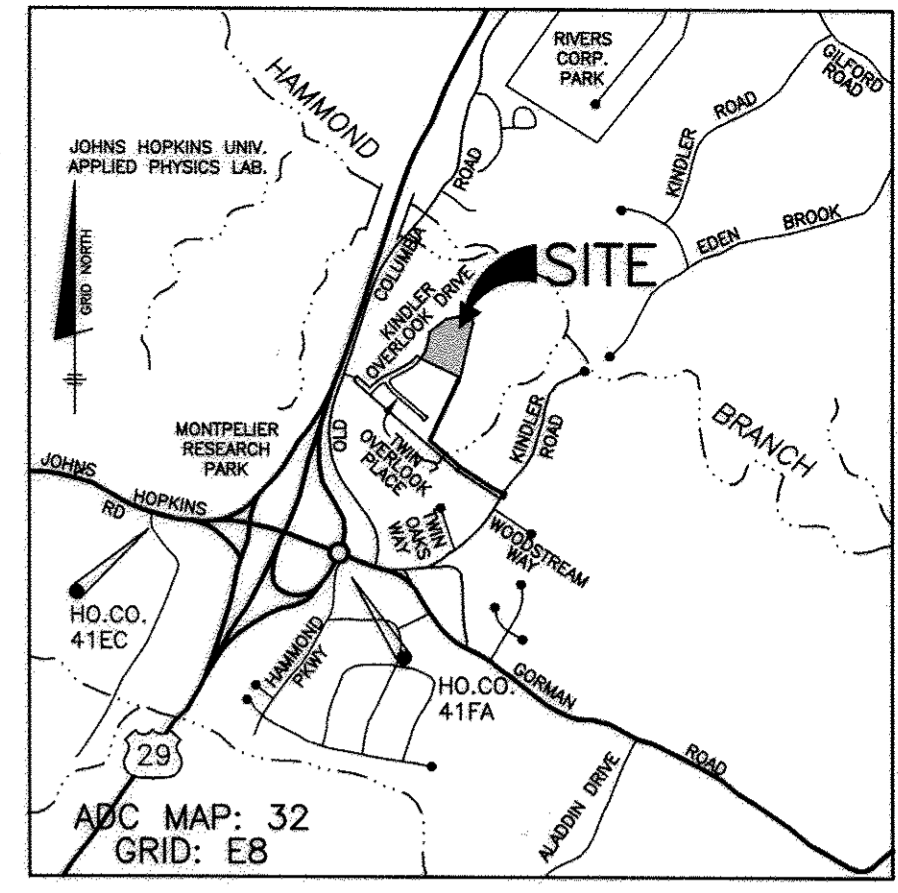 RIVERS
CORP.
PARK
GILFORD
ROAD
HAMMOND
KINDLER
ROAD
JOHNS HOPKINS UNIV.
APPLIED PHYSICS LAB.
ROAD
EDEN
BROOK
GRID NORTH
COLUMBIA
SITE
KINDLER
OVERLOOK DRIVE
OLD
MONTPELIER
RESEARCH
PARK
TWIN
OVERLOOK
PLACE
KINDLER
ROAD
BRANCH
JOHNS
HOPKINS
RD
TWIN
OAKS
WAY
WOODSTREAM
WAY
HO.CO.
41EC
HAMMOND
PKWY
HO.CO.
41FA
GORMAN
ROAD
29
ALADDIN DRIVE
ADC MAP: 32
GRID: E8